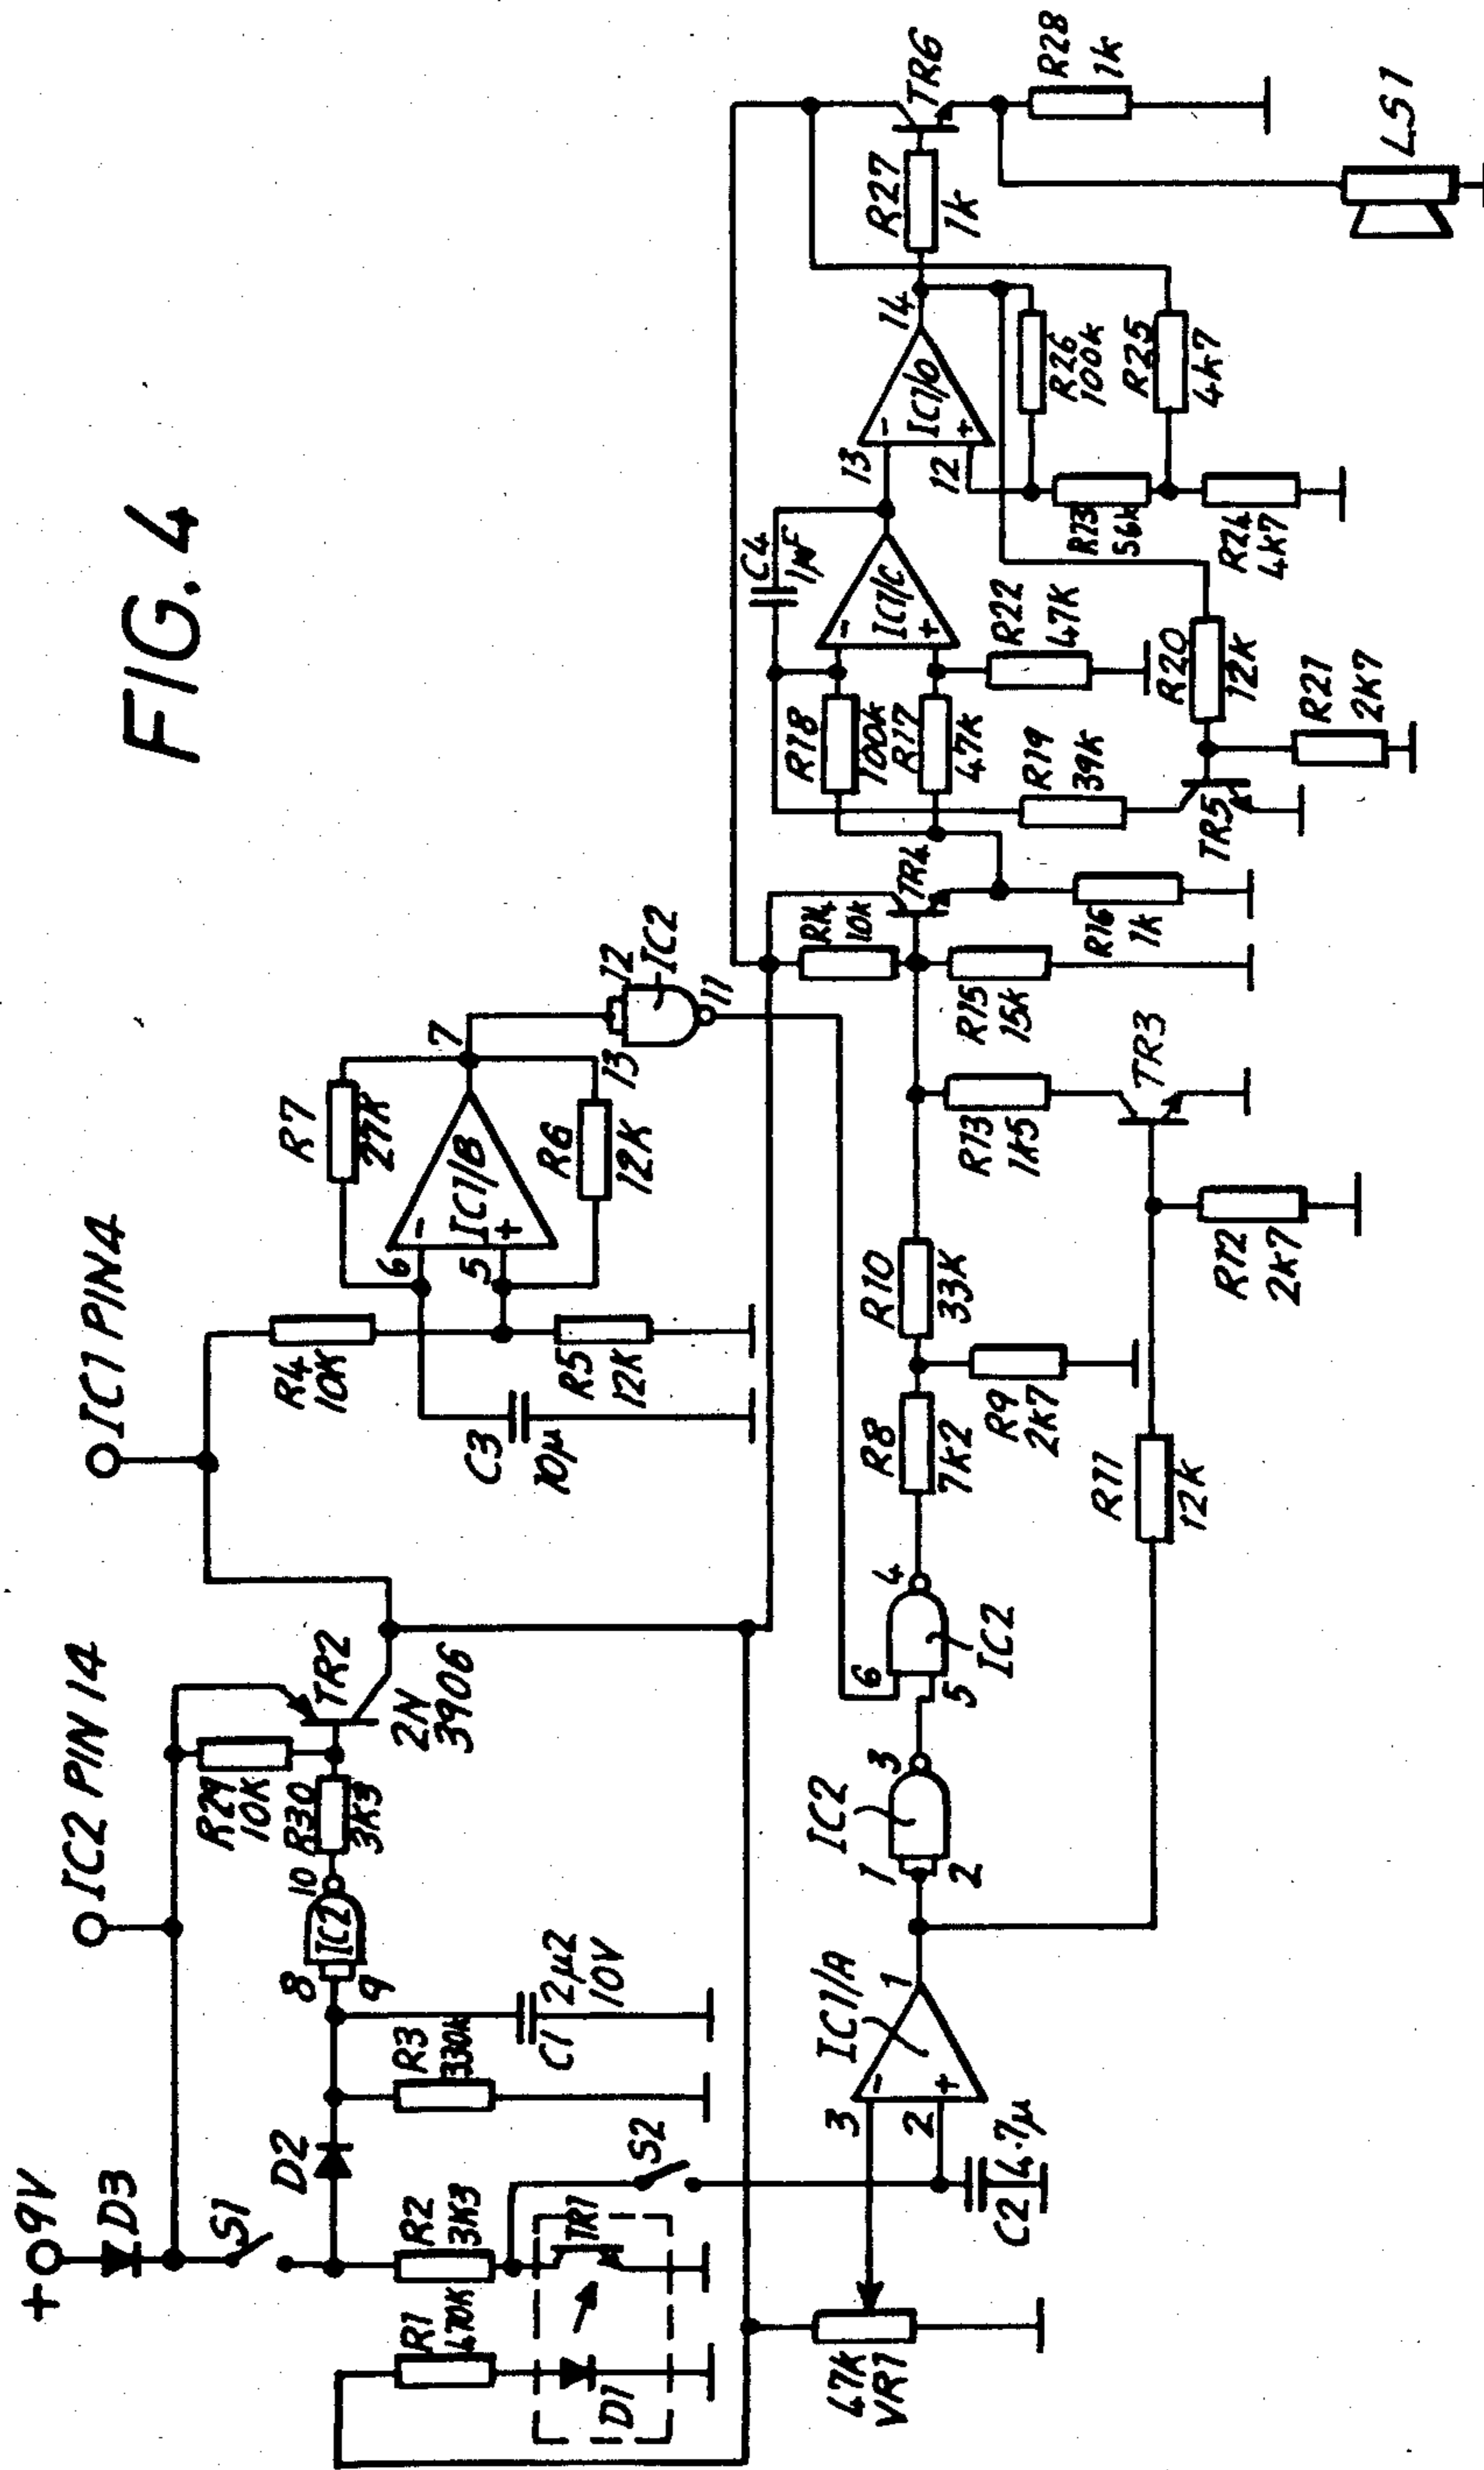 FIG. 4
+ 9V
D3
S1
IC2 PIN 14
IC1 PIN4
D2
R1
470K
R2
3K3
D1
TR1
S2
R3
330K
C1
2µ2
10V
8
9
IC2
10
R29
10K
R30
3K3
TR2
2N
3906
R4
10K
R5
12K
C3
10µ
R7
27K
6
-
IC1/B
5
+
7
R6
12K
12
13
IC2
11
47K
VR1
3
-
2
+
IC1/A
1
C2
4.7µ
1
2
IC2
3
6
5
IC2
4
R8
7K2
R9
2K7
R10
33K
R11
12K
R12
2K7
R13
1K5
TR3
R14
10K
R15
15K
TR4
R16
1K
R18
100K
R17
47K
-
IC1/C
+
C4
R22
47K
R19
39K
TR5
R20
12K
R21
2K7
13
-
IC1/D
12
+
14
56K
R24
4K7
R26
100K
R25
4K7
R27
1K
TR6
R28
1K
LS1